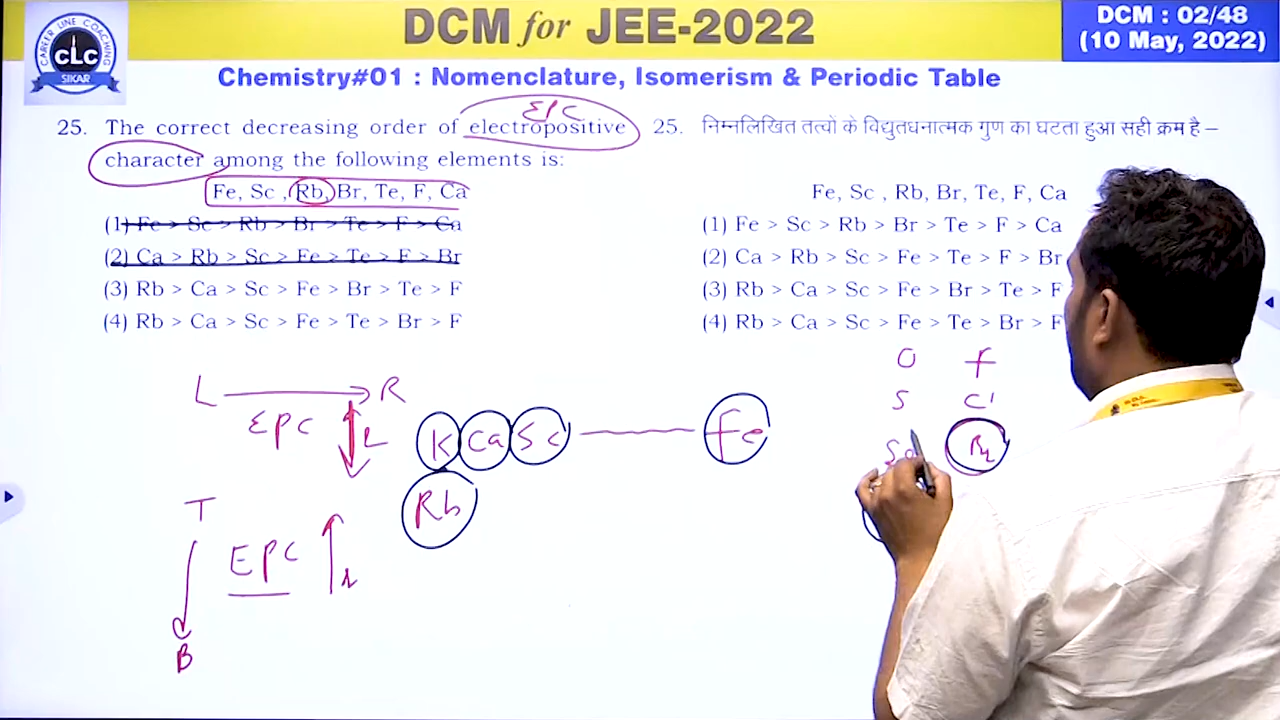 CAREER LINE COACHING
CLC
SIKAR
DCM for JEE-2022
DCM : 02/48
(10 May, 2022)
Chemistry#01 : Nomenclature, Isomerism & Periodic Table
EPC
25. The correct decreasing order of electropositive
character among the following elements is:
Fe, Sc , Rb, Br, Te, F, Ca
(1) Fe > Sc > Rb > Br > Te > F > Ca
(2) Ca > Rb > Sc > Fe > Te > F > Br
(3) Rb > Ca > Sc > Fe > Br > Te > F
(4) Rb > Ca > Sc > Fe > Te > Br > F
25. निम्नलिखित तत्वों के विद्युतधनात्मक गुण का घटता हुआ सही क्रम है –
Fe, Sc , Rb, Br, Te, F, Ca
(1) Fe > Sc > Rb > Br > Te > F > Ca
(2) Ca > Rb > Sc > Fe > Te > F > Br
(3) Rb > Ca > Sc > Fe > Br > Te > F
(4) Rb > Ca > Sc > Fe > Te > Br > F
L R
EPC
T
EPC
B
K Ca Sc Fe
Rb
O F
S Cl
Br